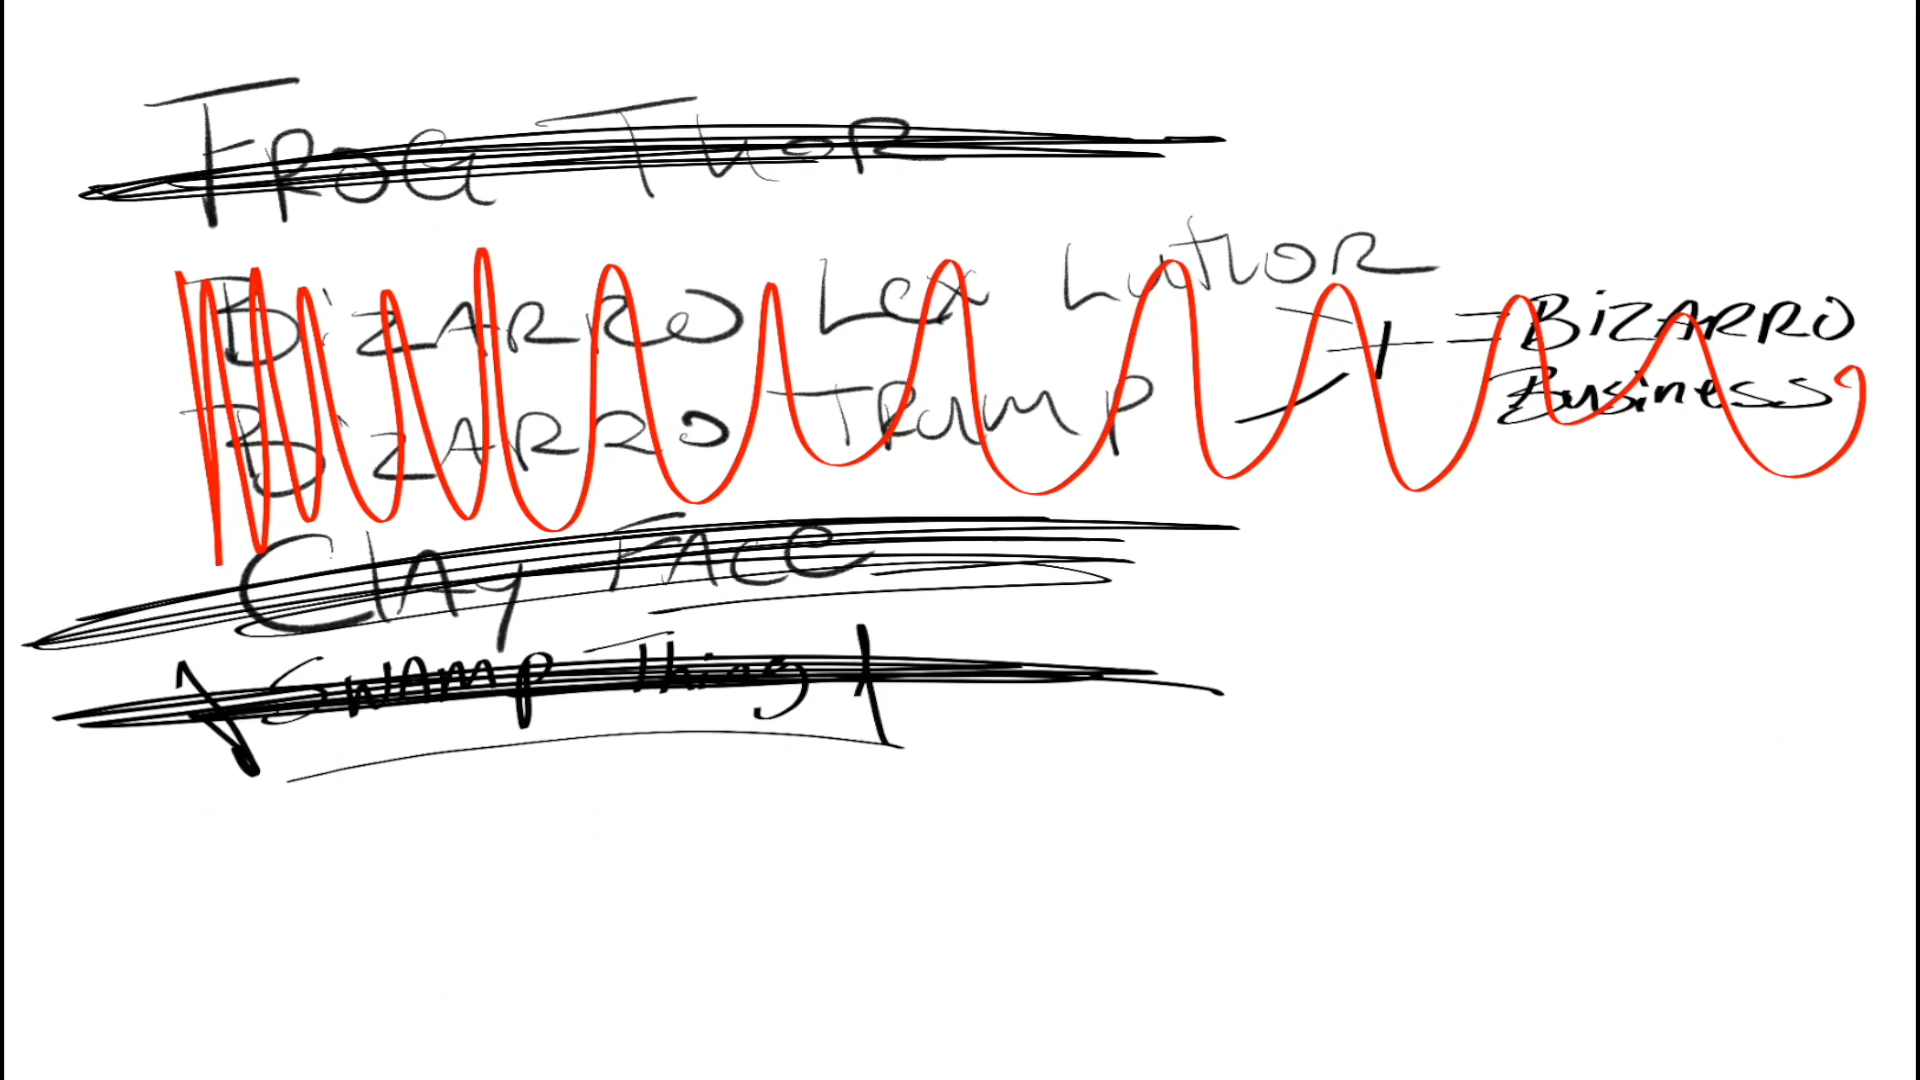 FROG THOR
BiZARRO Lex LuthOR
BiZARRO TRump
+ = BiZARRO
Business
ClAy FACE
Swamp Thing